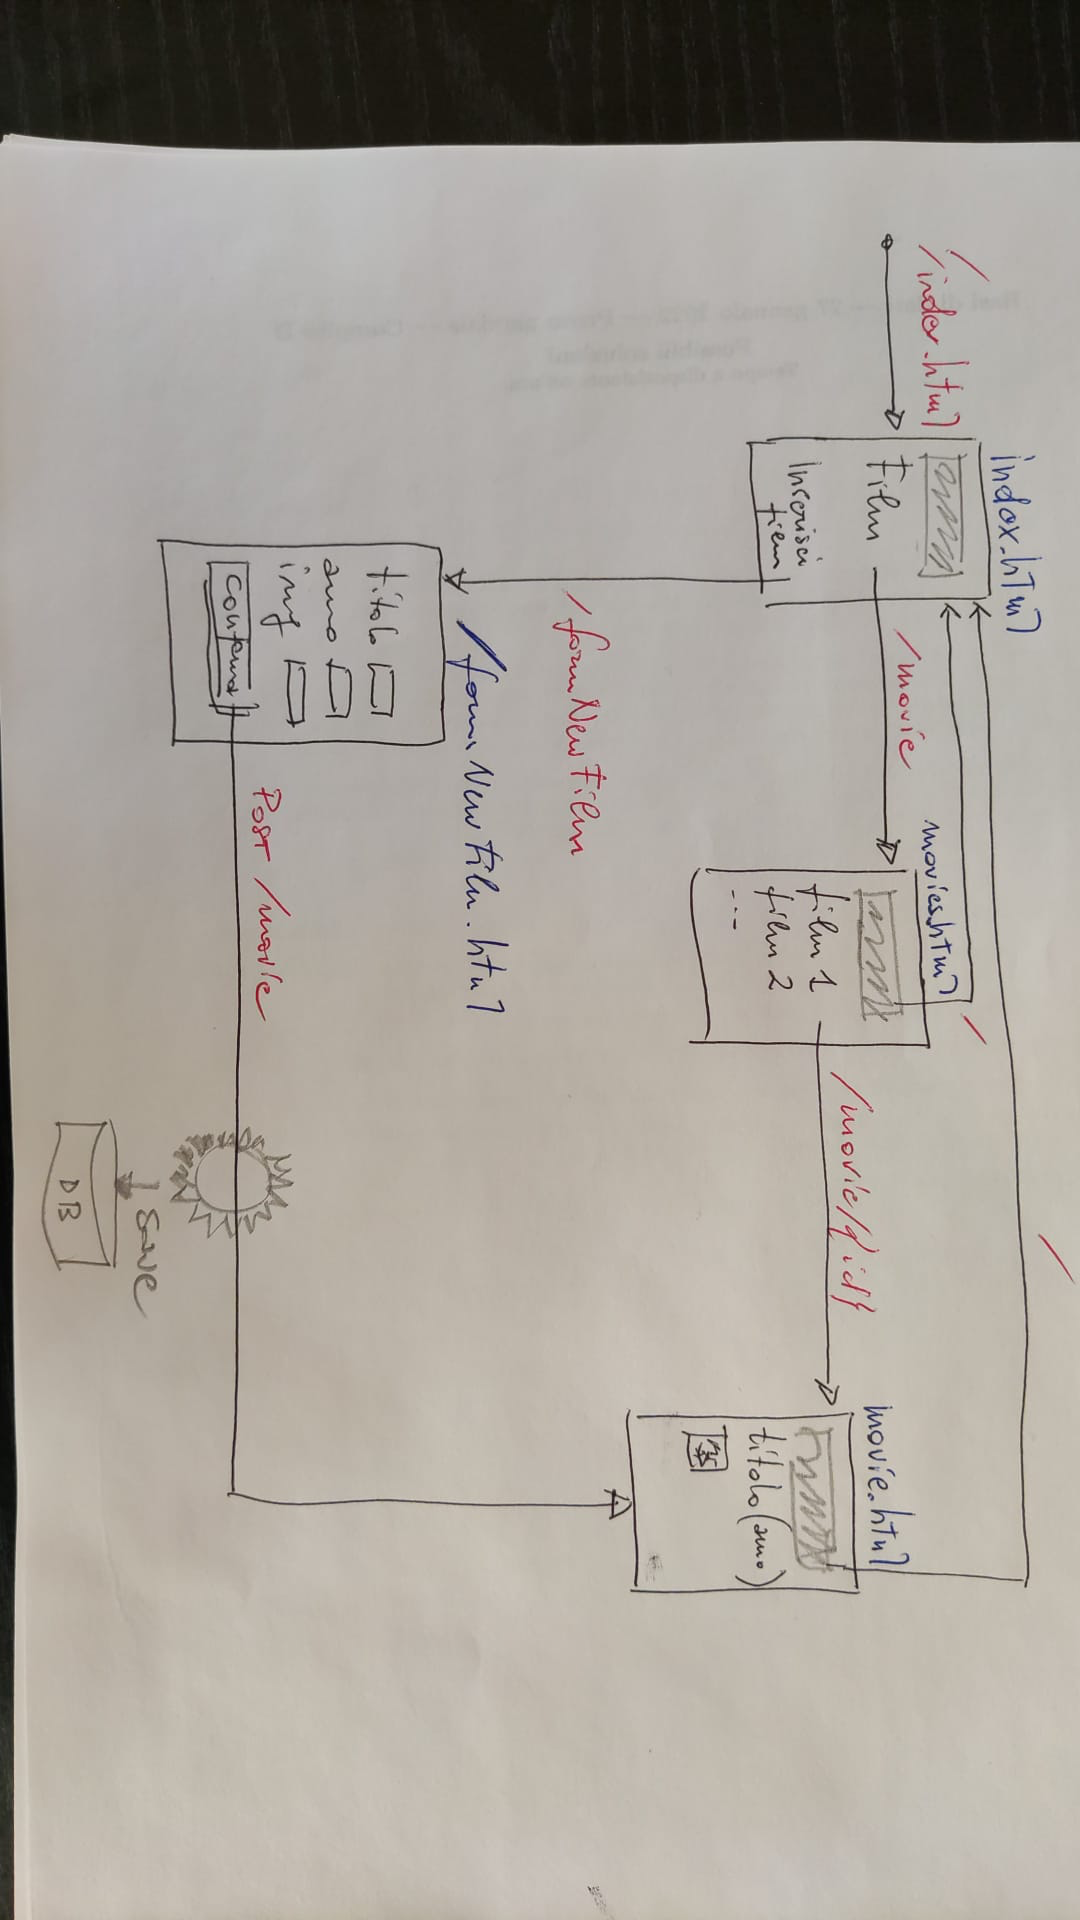 index.html
/
/index.html
Film
Inserisci
film
/movie
movies.html
film 1
film 2
...
/
/movie/{id}
/
movie.html
titolo (anno)
/formNewFilm
/formNewFilm.html
titolo
anno
img
conferma
POST /movie
save
DB